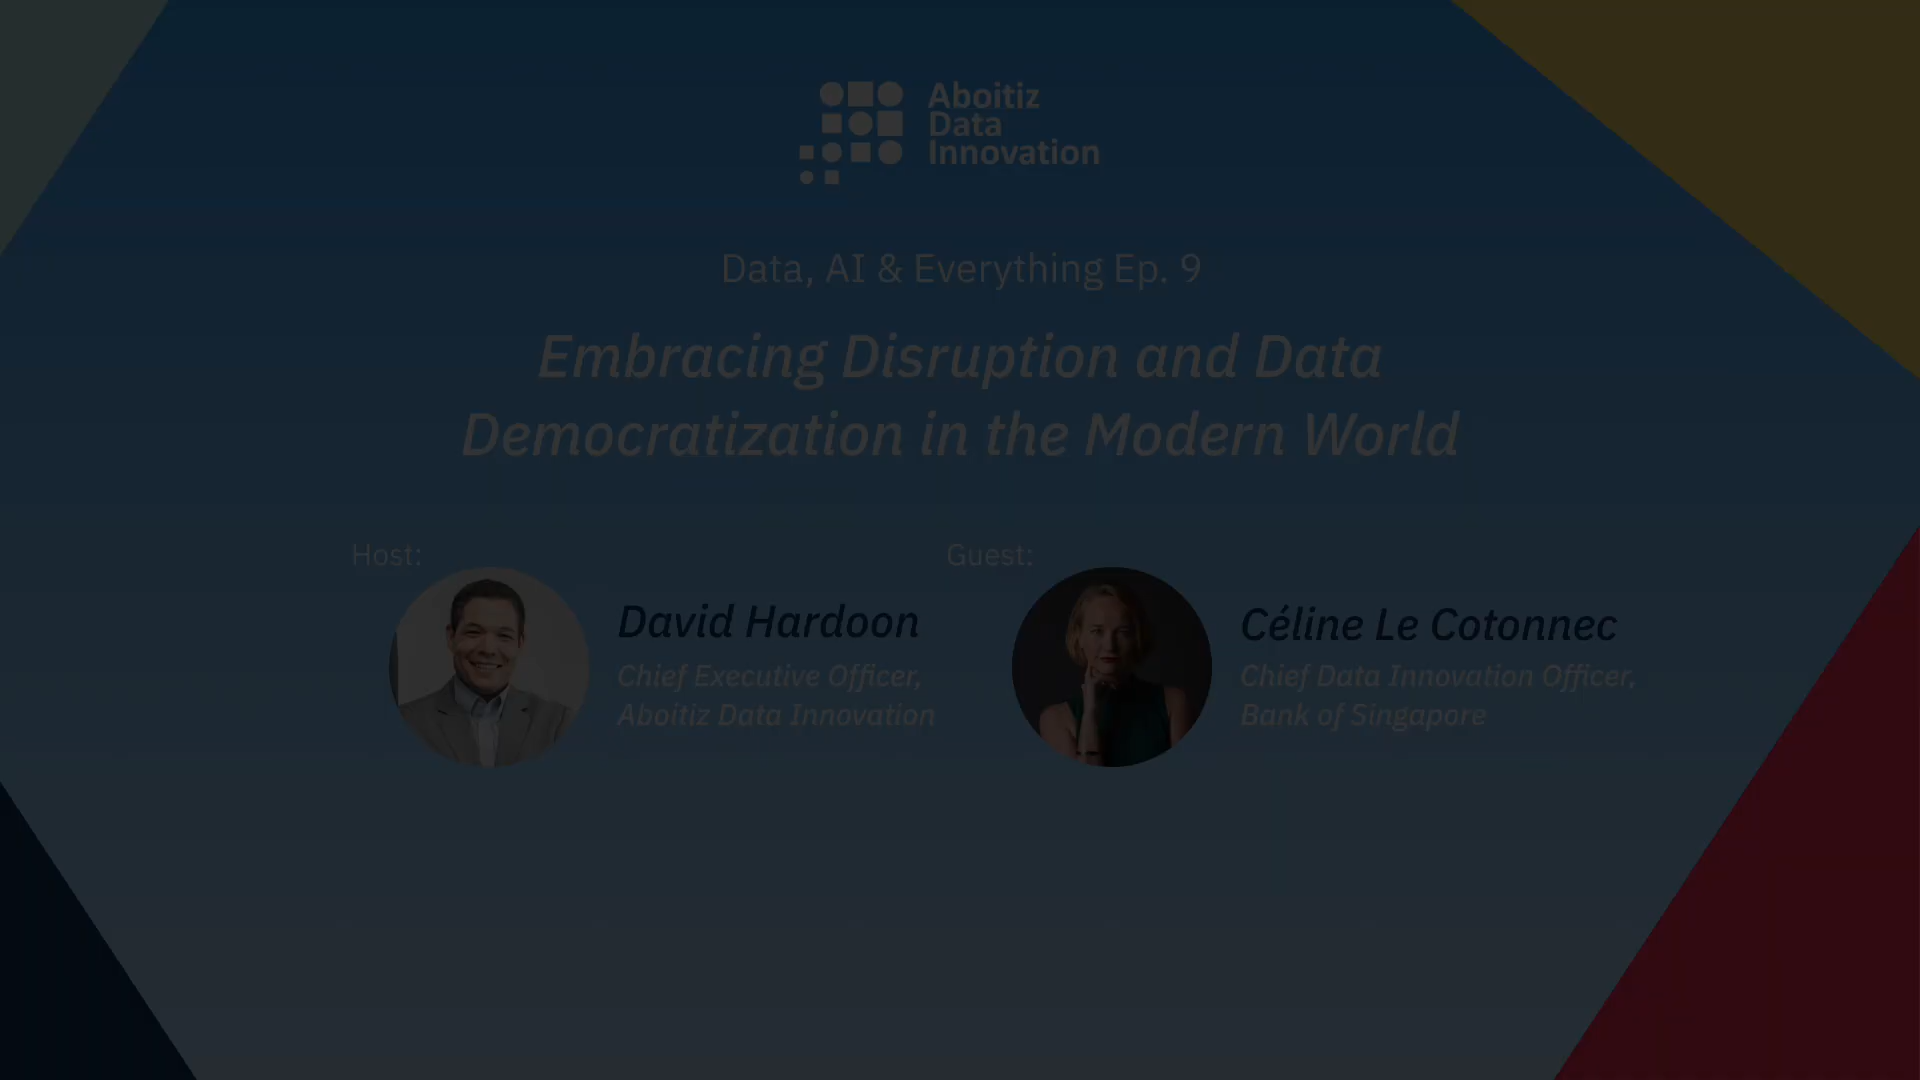 Aboitiz
Data
Innovation
Data, AI & Everything Ep. 9
Embracing Disruption and Data
Democratization in the Modern World
Host:
David Hardoon
Chief Executive Officer,
Aboitiz Data Innovation
Guest:
Céline Le Cotonnec
Chief Data Innovation Officer,
Bank of Singapore